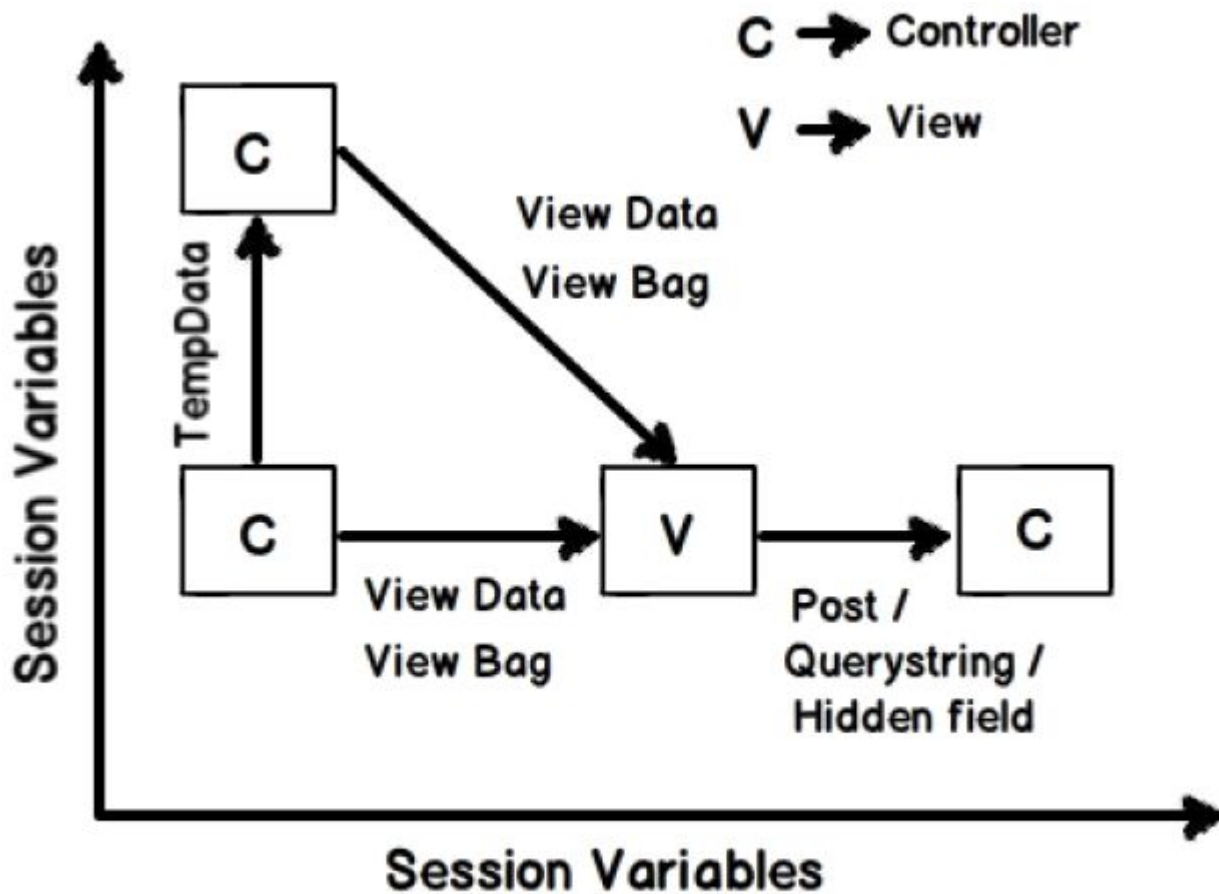 C → Controller
V → View
C
View Data
View Bag
TempData
Session Variables
C
V
C
View Data
View Bag
Post /
Querystring /
Hidden field
Session Variables